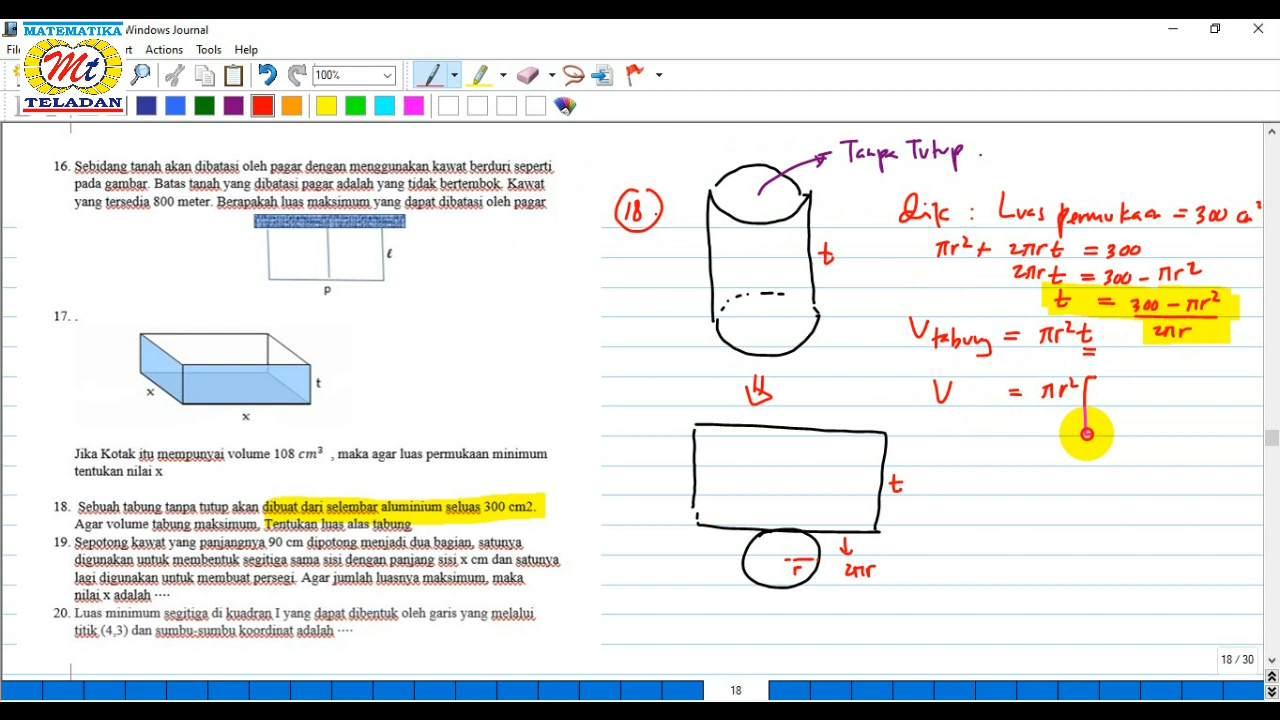 MATEMATIKA
Mt
TELADAN
Windows Journal
Actions Tools Help
100%
16. Sebidang tanah akan dibatasi oleh pagar dengan menggunakan kawat berduri seperti
pada gambar. Batas tanah yang dibatasi pagar adalah yang tidak bertembok. Kawat
yang tersedia 800 meter. Berapakah luas maksimum yang dapat dibatasi oleh pagar
ℓ
p
17. .
t
x
x
Jika Kotak itu mempunyai volume 108 cm³ , maka agar luas permukaan minimum
tentukan nilai x
18. Sebuah tabung tanpa tutup akan dibuat dari selembar aluminium seluas 300 cm2.
Agar volume tabung maksimum, Tentukan luas alas tabung
19. Sepotong kawat yang panjangnya 90 cm dipotong menjadi dua bagian, satunya
digunakan untuk membentuk segitiga sama sisi dengan panjang sisi x cm dan satunya
lagi digunakan untuk membuat persegi. Agar jumlah luasnya maksimum, maka
nilai x adalah ....
20. Luas minimum segitiga di kuadran I yang dapat dibentuk oleh garis yang melalui
titik (4,3) dan sumbu-sumbu koordinat adalah ....
18.
Tanpa Tutup .
t
t
r
2πr
Dik : Luas permukaan = 300 cm²
πr² + 2πrt = 300
2πrt = 300 - πr²
t = 300 - πr²
2πr
V tabung = πr²t
V = πr²
18 / 30
18